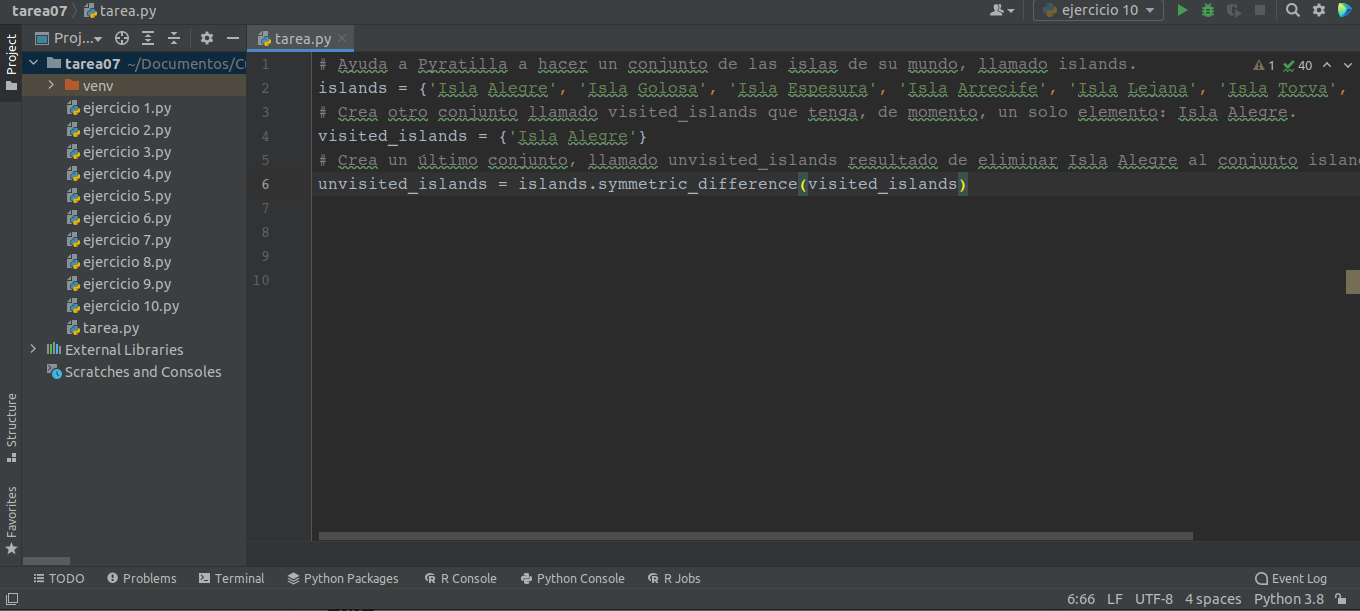 tarea07 〉 tarea.py
ejercicio 10
Project
Proj...
tarea.py
tarea07 ~/Documentos/Cu
venv
ejercicio 1.py
ejercicio 2.py
ejercicio 3.py
ejercicio 4.py
ejercicio 5.py
ejercicio 6.py
ejercicio 7.py
ejercicio 8.py
ejercicio 9.py
ejercicio 10.py
tarea.py
External Libraries
Scratches and Consoles
Structure
Favorites
1 # Ayuda a Pyratilla a hacer un conjunto de las islas de su mundo, llamado islands.
1 40
2 islands = {'Isla Alegre', 'Isla Golosa', 'Isla Espesura', 'Isla Arrecife', 'Isla Lejana', 'Isla Torva',
3 # Crea otro conjunto llamado visited_islands que tenga, de momento, un solo elemento: Isla Alegre.
4 visited_islands = {'Isla Alegre'}
5 # Crea un último conjunto, llamado unvisited_islands resultado de eliminar Isla Alegre al conjunto islan
6 unvisited_islands = islands.symmetric_difference(visited_islands)
7
8
9
10
TODO Problems Terminal Python Packages R Console Python Console R Jobs Event Log
6:66 LF UTF-8 4 spaces Python 3.8